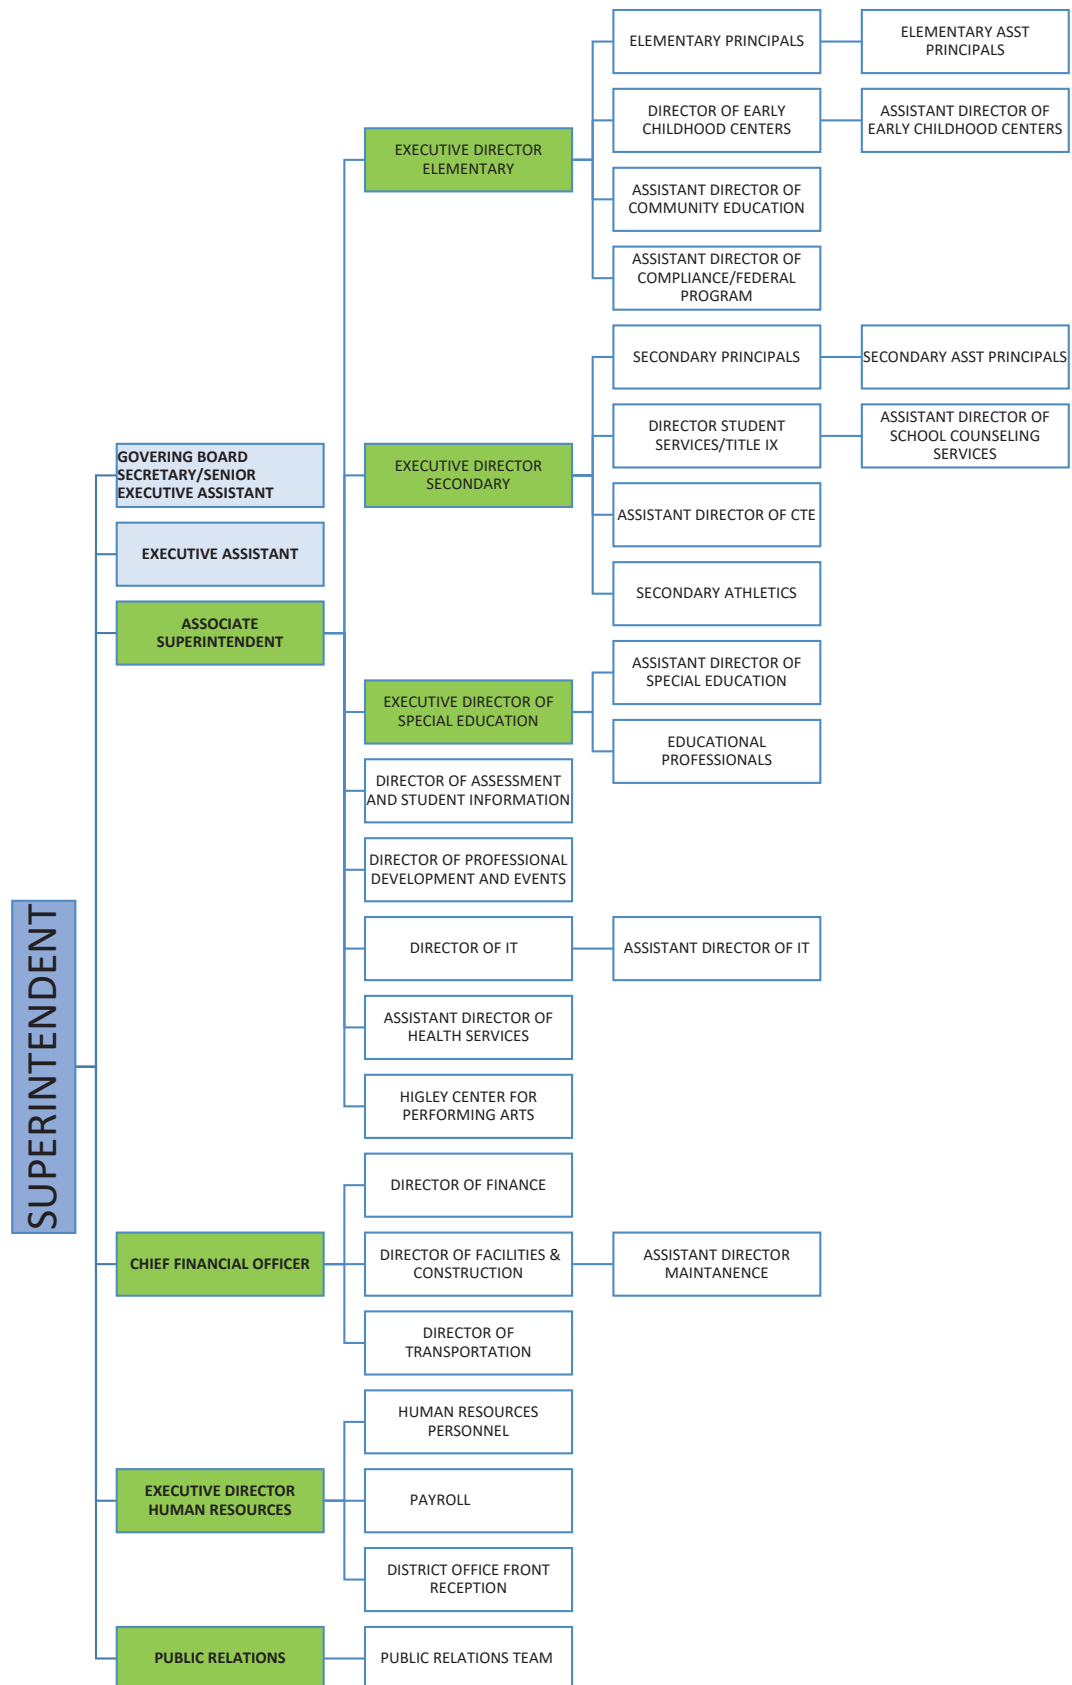 SUPERINTENDENT
GOVERING BOARD
SECRETARY/SENIOR
EXECUTIVE ASSISTANT
EXECUTIVE ASSISTANT
ASSOCIATE
SUPERINTENDENT
EXECUTIVE DIRECTOR
ELEMENTARY
ELEMENTARY PRINCIPALS
ELEMENTARY ASST
PRINCIPALS
DIRECTOR OF EARLY
CHILDHOOD CENTERS
ASSISTANT DIRECTOR OF
EARLY CHILDHOOD CENTERS
ASSISTANT DIRECTOR OF
COMMUNITY EDUCATION
ASSISTANT DIRECTOR OF
COMPLIANCE/FEDERAL
PROGRAM
EXECUTIVE DIRECTOR
SECONDARY
SECONDARY PRINCIPALS
SECONDARY ASST PRINCIPALS
DIRECTOR STUDENT
SERVICES/TITLE IX
ASSISTANT DIRECTOR OF
SCHOOL COUNSELING
SERVICES
ASSISTANT DIRECTOR OF CTE
SECONDARY ATHLETICS
EXECUTIVE DIRECTOR OF
SPECIAL EDUCATION
ASSISTANT DIRECTOR OF
SPECIAL EDUCATION
EDUCATIONAL
PROFESSIONALS
DIRECTOR OF ASSESSMENT
AND STUDENT INFORMATION
DIRECTOR OF PROFESSIONAL
DEVELOPMENT AND EVENTS
DIRECTOR OF IT
ASSISTANT DIRECTOR OF IT
ASSISTANT DIRECTOR OF
HEALTH SERVICES
HIGLEY CENTER FOR
PERFORMING ARTS
CHIEF FINANCIAL OFFICER
DIRECTOR OF FINANCE
DIRECTOR OF FACILITIES &
CONSTRUCTION
ASSISTANT DIRECTOR
MAINTANENCE
DIRECTOR OF
TRANSPORTATION
EXECUTIVE DIRECTOR
HUMAN RESOURCES
HUMAN RESOURCES
PERSONNEL
PAYROLL
DISTRICT OFFICE FRONT
RECEPTION
PUBLIC RELATIONS
PUBLIC RELATIONS TEAM